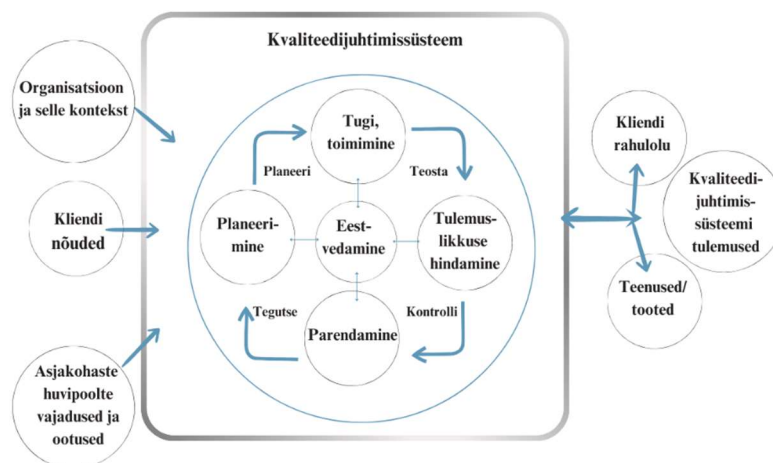 Kvaliteedijuhtimissüsteem
Organisatsioon
ja selle kontekst
Kliendi
nõuded
Asjakohaste
huvipoolte
vajadused ja
ootused
Tugi,
toimimine
Planeeri
Teosta
Planeeri-
mine
Eest-
vedamine
Tulemus-
likkuse
hindamine
Tegutse
Kontrolli
Parendamine
Kliendi
rahulolu
Kvaliteedi-
juhtimis-
süsteemi
tulemused
Teenused/
tooted